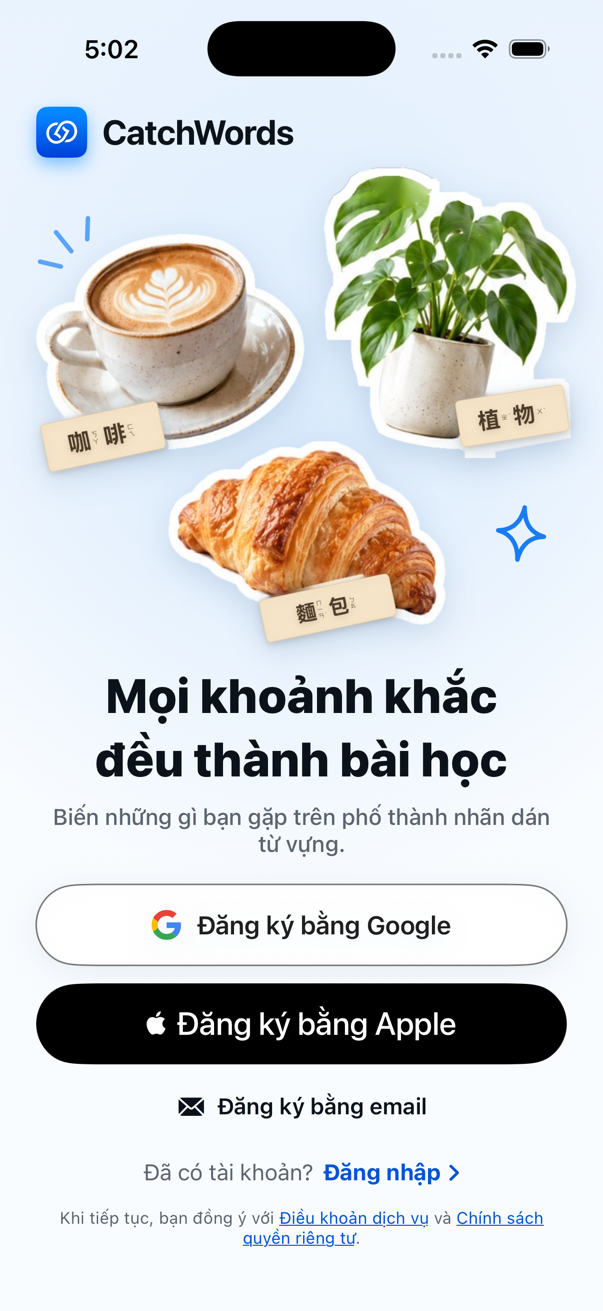 5:02
CatchWords
咖啡
植物
麵包
Mọi khoảnh khắc
đều thành bài học
Biến những gì bạn gặp trên phố thành nhãn dán
từ vựng.
Đăng ký bằng Google
Đăng ký bằng Apple
Đăng ký bằng email
Đã có tài khoản? Đăng nhập
Khi tiếp tục, bạn đồng ý với Điều khoản dịch vụ và Chính sách
quyền riêng tư.